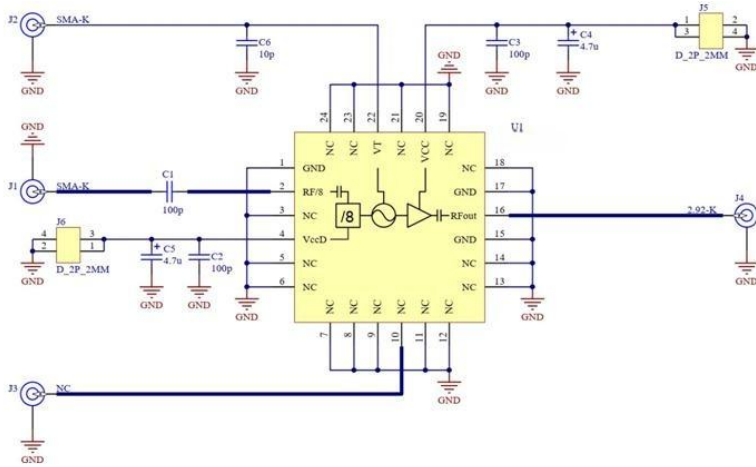 J2
SMA-K
GND
C6
10p
GND
C3
100p
GND
C4
4.7u
GND
J5
1
3
2
4
D_2P_2MM
GND
GND
24
23
22
21
20
19
NC
NC
VT
NC
VCC
NC
U1
GND
J1
SMA-K
GND
C1
100p
1
GND
2
RF/8
3
NC
4
VccD
5
NC
6
NC
/8
NC
18
GND
17
RFout
16
GND
15
NC
14
NC
13
2.92-K
J4
GND
J6
4
2
3
1
D_2P_2MM
GND
C5
4.7u
GND
C2
100p
GND
GND
GND
NC
NC
NC
NC
NC
NC
7
8
9
10
11
12
GND
J3
NC
GND